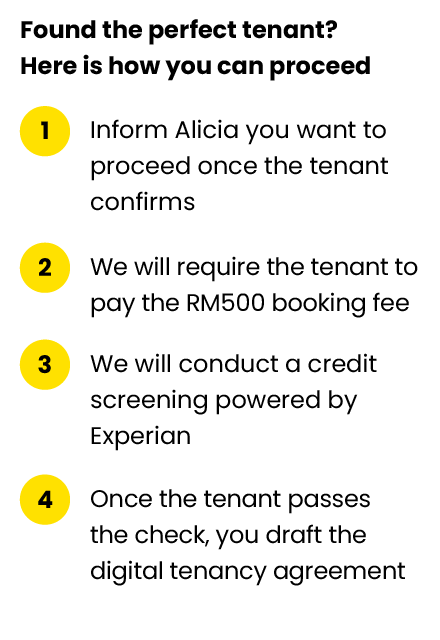 Found the perfect tenant?
Here is how you can proceed
1 Inform Alicia you want to
proceed once the tenant
confirms
2 We will require the tenant to
pay the RM500 booking fee
3 We will conduct a credit
screening powered by
Experian
4 Once the tenant passes
the check, you draft the
digital tenancy agreement